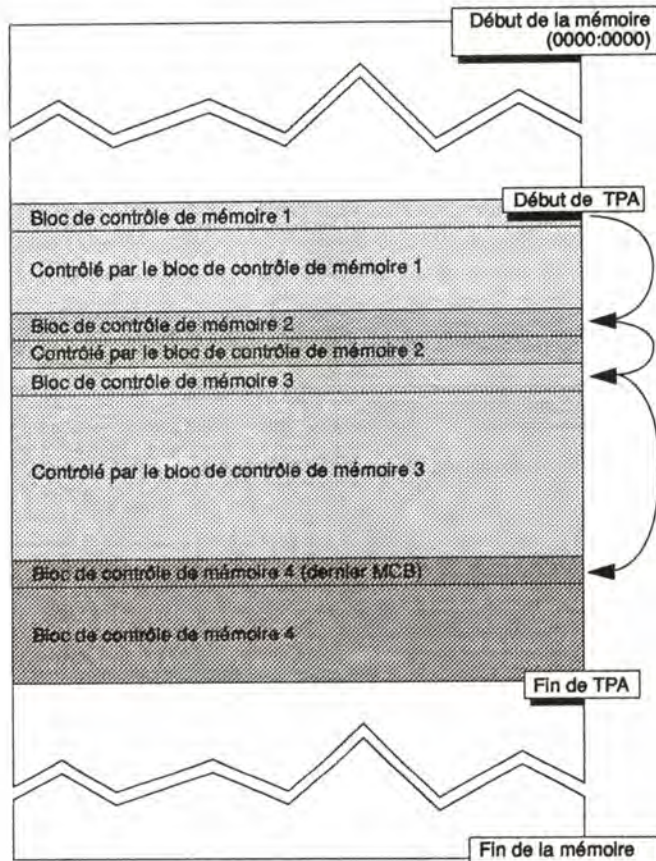 Début de la mémoire
(0000:0000)
Début de TPA
Bloc de contrôle de mémoire 1
Contrôlé par le bloc de contrôle de mémoire 1
Bloc de contrôle de mémoire 2
Contrôlé par le bloc de contrôle de mémoire 2
Bloc de contrôle de mémoire 3
Contrôlé par le bloc de contrôle de mémoire 3
Bloc de contrôle de mémoire 4 (dernier MCB)
Bloc de contrôle de mémoire 4
Fin de TPA
Fin de la mémoire